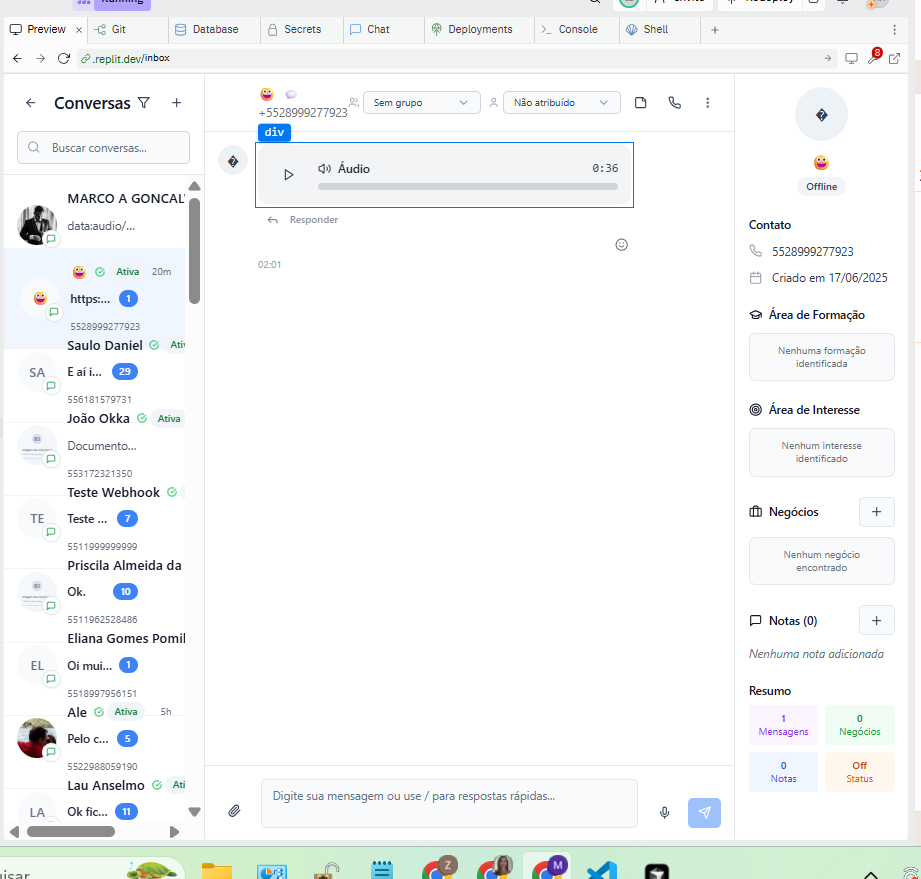 Running
Preview
Git
Database
Secrets
Chat
Deployments
Console
Shell
.replit.dev/inbox
8
Conversas
Buscar conversas...
MARCO A GONCAL
data:audio/...
Ativa
20m
https:...
1
5528999277923
Saulo Daniel
E aí i...
29
SA
556181579731
João Okka
Ativa
Documento...
553172321350
Teste Webhook
TE
Teste ...
7
5511999999999
Priscila Almeida da
Ok.
10
5511962528486
Eliana Gomes Pomil
EL
Oi mui...
1
5518997956151
Ale
Ativa
5h
Pelo c...
5
5522988059190
Lau Anselmo
LA
Ok fic...
11
+5528999277923
Sem grupo
Não atribuído
div
Áudio
0:36
Responder
02:01
Digite sua mensagem ou use / para respostas rápidas...
Offline
Contato
5528999277923
Criado em 17/06/2025
Área de Formação
Nenhuma formação
identificada
Área de Interesse
Nenhum interesse
identificado
Negócios
Nenhum negócio
encontrado
Notas (0)
Nenhuma nota adicionada
Resumo
1
Mensagens
0
Negócios
0
Notas
Off
Status
Z
M